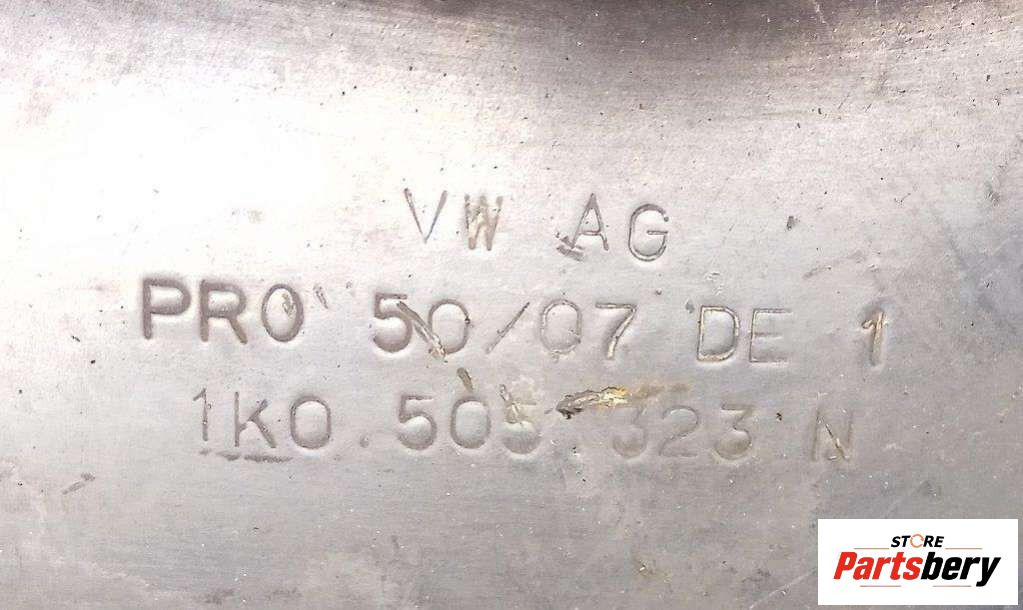 VW AG
PRO 50/07 DE 1
1K0.505.323 N
STORE
Partsbery